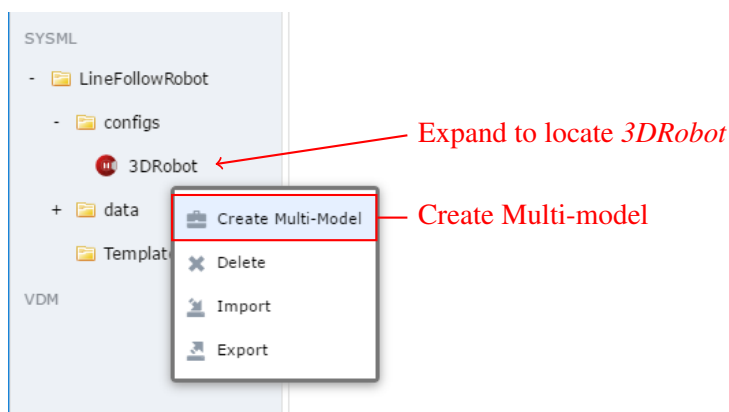 SYSML
- LineFollowRobot
- configs
Expand to locate 3DRobot
3DRobot
+ data
Create Multi-Model
Create Multi-model
Templat
Delete
VDM
Import
Export